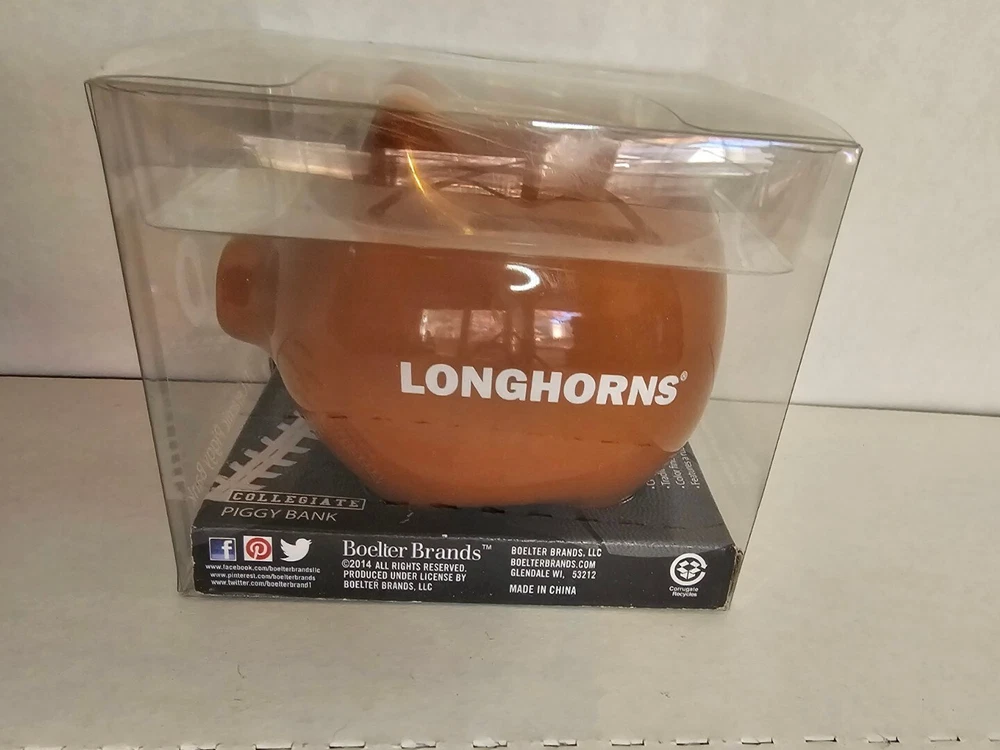 LONGHORNS®
COLLEGIATE
PIGGY BANK
www.facebook.com/boelterbrandsllc
www.pinterest.com/boelterbrands
www.twitter.com/boelterbrand1
Boelter Brands™
©2014 ALL RIGHTS RESERVED.
PRODUCED UNDER LICENSE BY
BOELTER BRANDS, LLC
BOELTER BRANDS, LLC
BOELTERBRANDS.COM
GLENDALE WI, 53212
MADE IN CHINA
Corrugate
Recycles